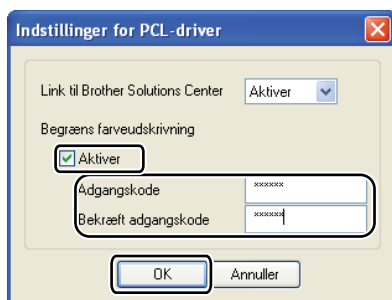 Indstillinger for PCL-driver
Link til Brother Solutions Center Aktiver
Begræns farveudskrivning
Aktiver
Adgangskode ××××××
Bekræft adgangskode ××××××
OK Annuller